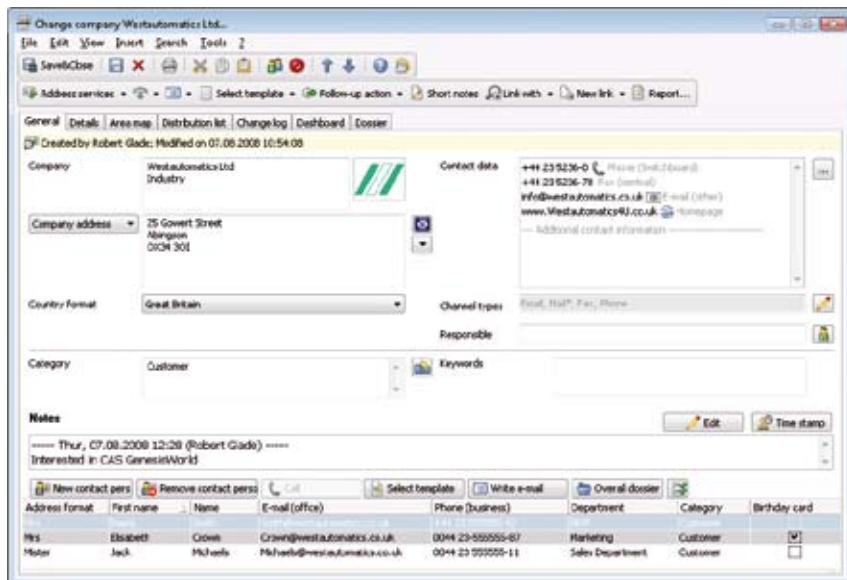 Change company Westautomatics Ltd...
File Edit View Insert Search Tools ?
Save&Close
Address services Select template Follow-up action Short notes Link with New link Report...
General Details Area map Distribution list Change log Dashboard Dossier
Created by Robert Glade; Modified on 07.08.2008 10:54:08
Company Westautomatics Ltd Contact data +44 23 5236-0 Phone (Switchboard)
Industry +44 23 5236-78 Fax (central)
info@westautomatics.co.uk E-mail (other)
Company address 25 Gowert Street www.Westautomatics4U.co.uk Homepage
Abingdon Additional contact information
OX14 3
Country format Great Britain Channel types Email, Mail*, Fax, Phone
Responsible
Category Customer Keywords
Notes Edit Time stamp
----- Thur, 07.08.2008 12:28 (Robert Glade) -----
Interested in CAS GenesisWorld
New contact pers Remove contact perso Call Select template Write e-mail Overall dossier
Address format First name Name E-mail (office) Phone (business) Department Category Birthday card
Mrs Customer
Mrs Elisabeth Crown Crown@westautomatics.co.uk 0044 23-555555-87 Marketing Customer
Mister Jack Michaels Michaels@westautomatics.co.uk 0044 23 555555-11 Sales Department Customer